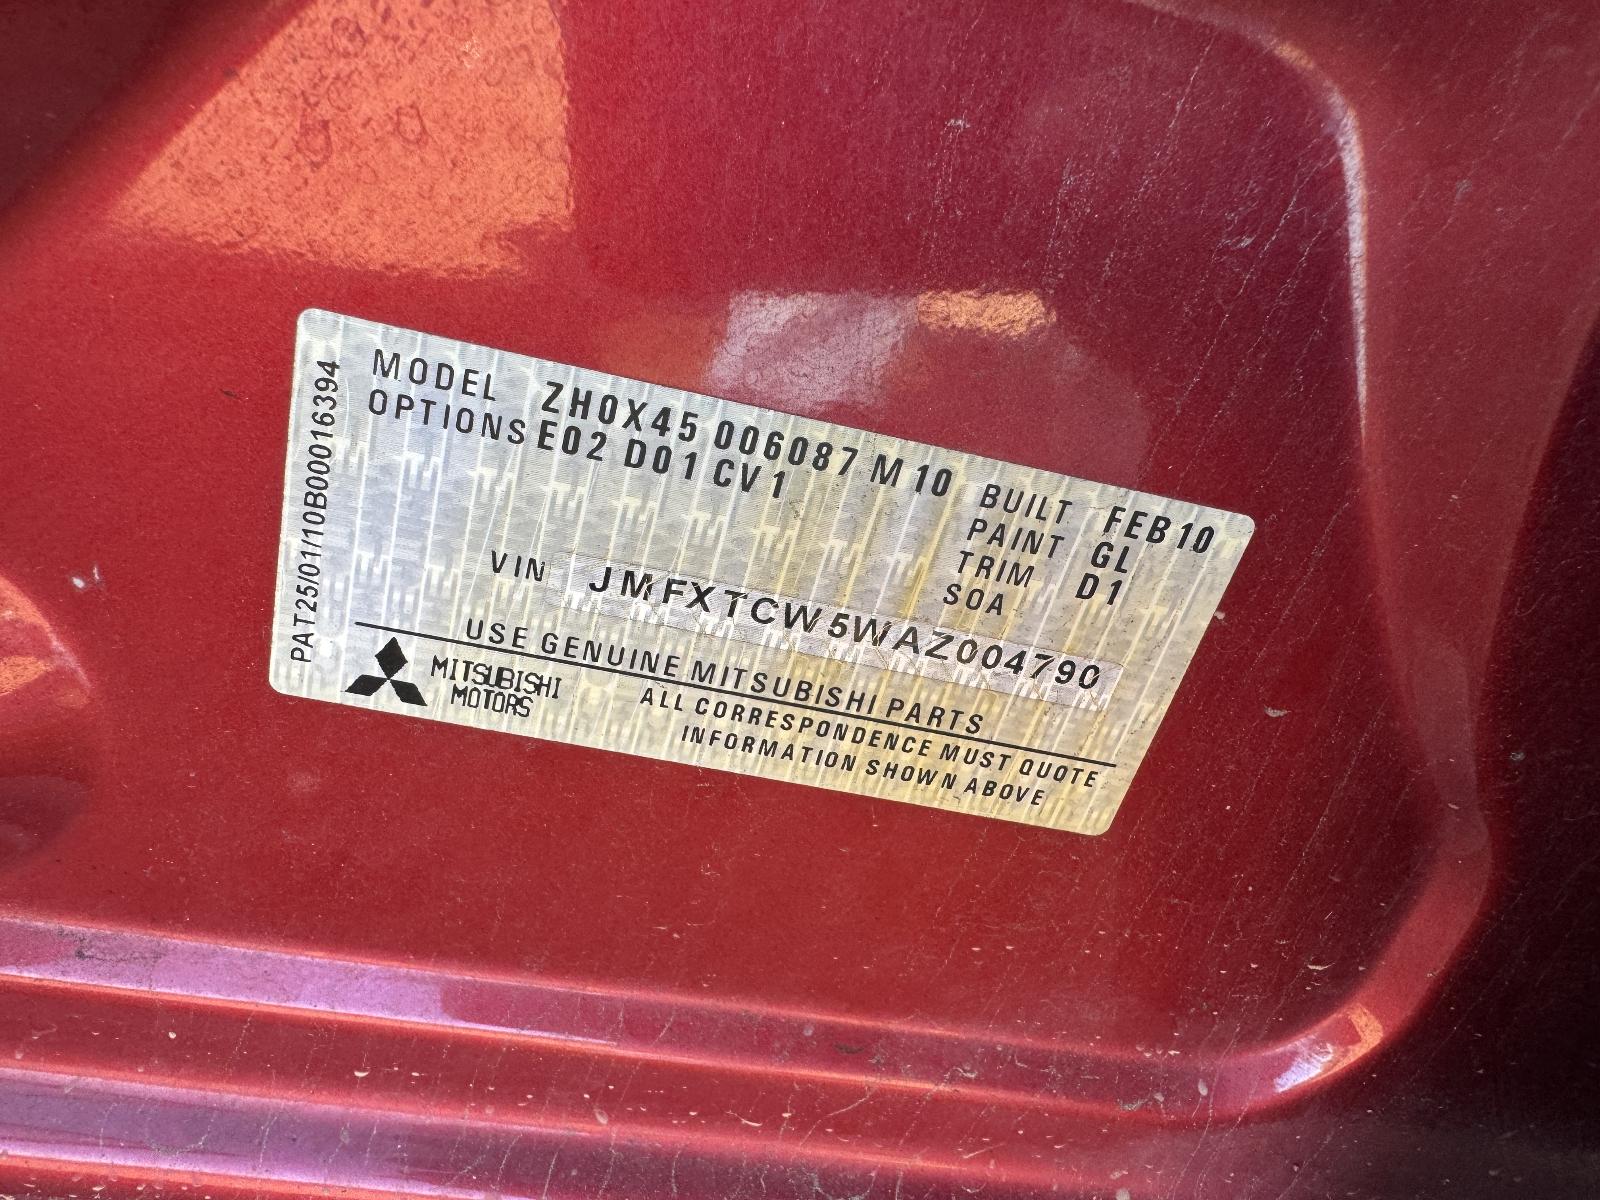 PAT25/01/10B00016394
MODEL ZH0X45 006087 M10
OPTIONS E02 D01 CV1
BUILT FEB10
PAINT GL
TRIM D1
SOA
VIN JMFXTCW5WAZ004790
USE GENUINE MITSUBISHI PARTS
MITSUBISHI
MOTORS
ALL CORRESPONDENCE MUST QUOTE
INFORMATION SHOWN ABOVE